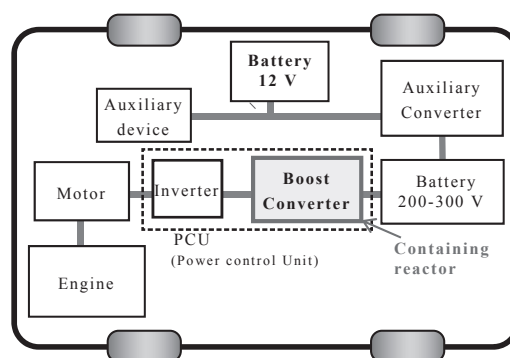 Battery
12 V
Auxiliary
Converter
Auxiliary
device
Motor
Inverter
Boost
Converter
Battery
200-300 V
PCU
(Power control Unit)
Containing
reactor
Engine